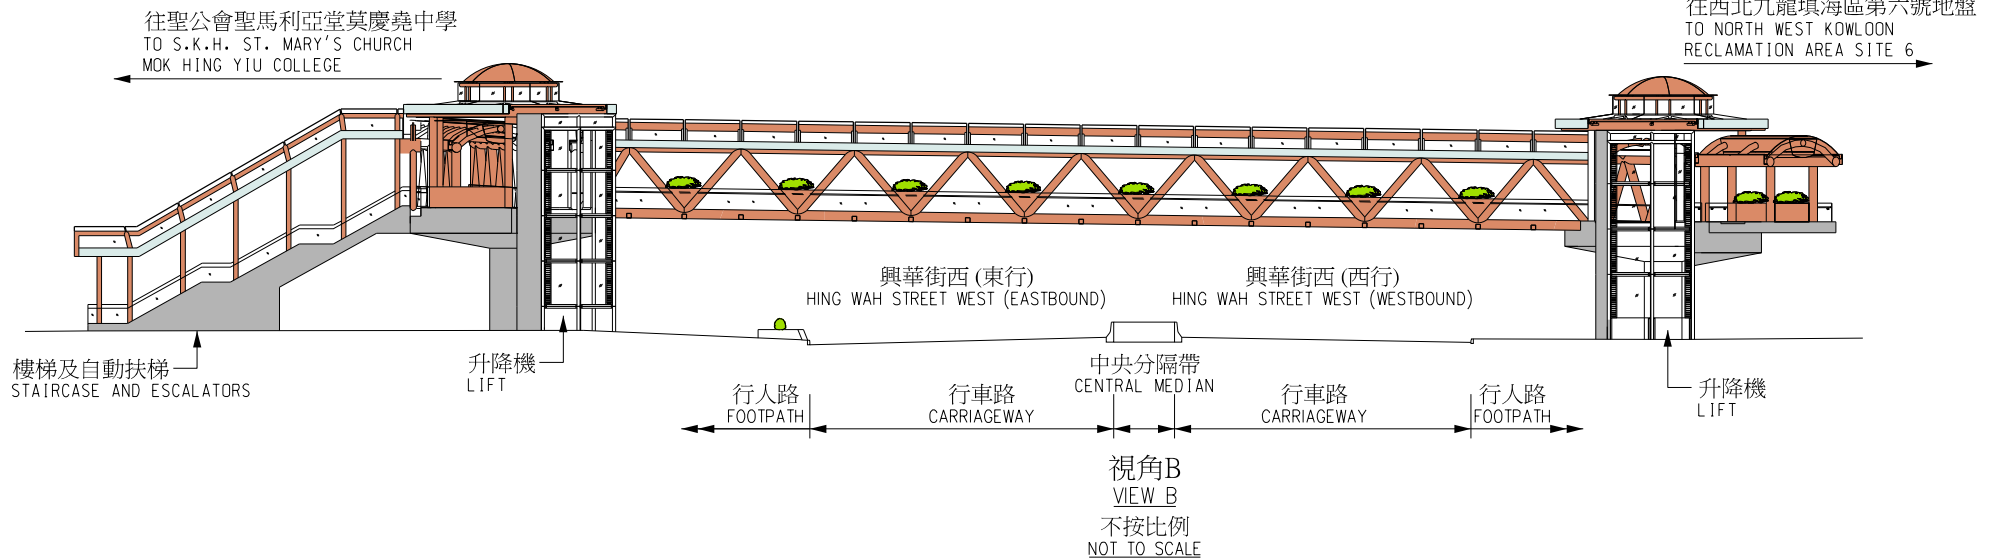 往聖公會聖馬利亞堂莫慶堯中學
TO S.K.H. ST. MARY'S CHURCH
MOK HING YIU COLLEGE
往西北九龍填海區第六號地盤
TO NORTH WEST KOWLOON
RECLAMATION AREA SITE 6
興華街西 (東行)
HING WAH STREET WEST (EASTBOUND)
興華街西 (西行)
HING WAH STREET WEST (WESTBOUND)
樓梯及自動扶梯
STAIRCASE AND ESCALATORS
升降機
LIFT
中央分隔帶
CENTRAL MEDIAN
升降機
LIFT
行人路
FOOTPATH
行車路
CARRIAGEWAY
行車路
CARRIAGEWAY
行人路
FOOTPATH
視角B
VIEW B
不按比例
NOT TO SCALE